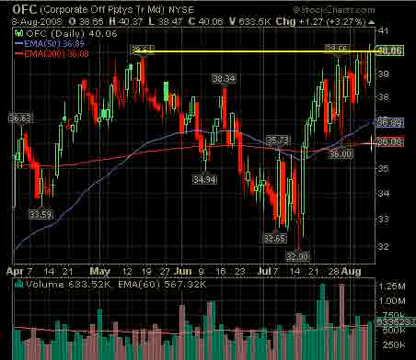 OFC (Corporate Off Pptys Tr Md) NYSE
© StockCharts.com
8-Aug-2008 O 38.65 H 40.37 L 38.47 C 40.06 V 633.5K Chg +1.27 (+3.27%)
OFC (Daily) 40.06
EMA(50) 36.89
EMA(200) 36.08
41
40.06
39
38
37
36.89
36.08
35
34
33
32
36.63
33.59
38.34
34.94
35.73
32.65
32.00
36.00
Apr 7 14 21 May 12 19 Jun 9 16 23 Jul 7 14 21 28 Aug
Volume 633.52K, EMA(60) 567.32K
1.25M
1.00M
750K
500K
250K